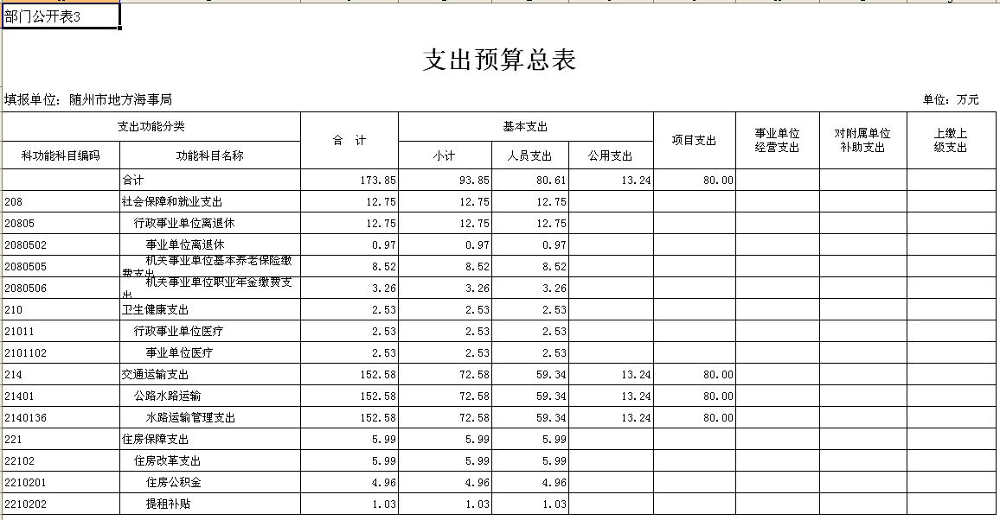 部门公开表3
支出预算总表
填报单位: 随州市地方海事局 单位: 万元
支出功能分类 合 计 基本支出 项目支出 事业单位经营支出 对附属单位补助支出 上缴上级支出
科功能科目编码 功能科目名称 小计 人员支出 公用支出
合计 173.85 93.85 80.61 13.24 80.00
208 社会保障和就业支出 12.75 12.75 12.75
20805 行政事业单位离退休 12.75 12.75 12.75
2080502 事业单位离退休 0.97 0.97 0.97
2080505 机关事业单位基本养老保险缴费支出 8.52 8.52 8.52
2080506 机关事业单位职业年金缴费支出 3.26 3.26 3.26
210 卫生健康支出 2.53 2.53 2.53
21011 行政事业单位医疗 2.53 2.53 2.53
2101102 事业单位医疗 2.53 2.53 2.53
214 交通运输支出 152.58 72.58 59.34 13.24 80.00
21401 公路水路运输 152.58 72.58 59.34 13.24 80.00
2140136 水路运输管理支出 152.58 72.58 59.34 13.24 80.00
221 住房保障支出 5.99 5.99 5.99
22102 住房改革支出 5.99 5.99 5.99
2210201 住房公积金 4.96 4.96 4.96
2210202 提租补贴 1.03 1.03 1.03